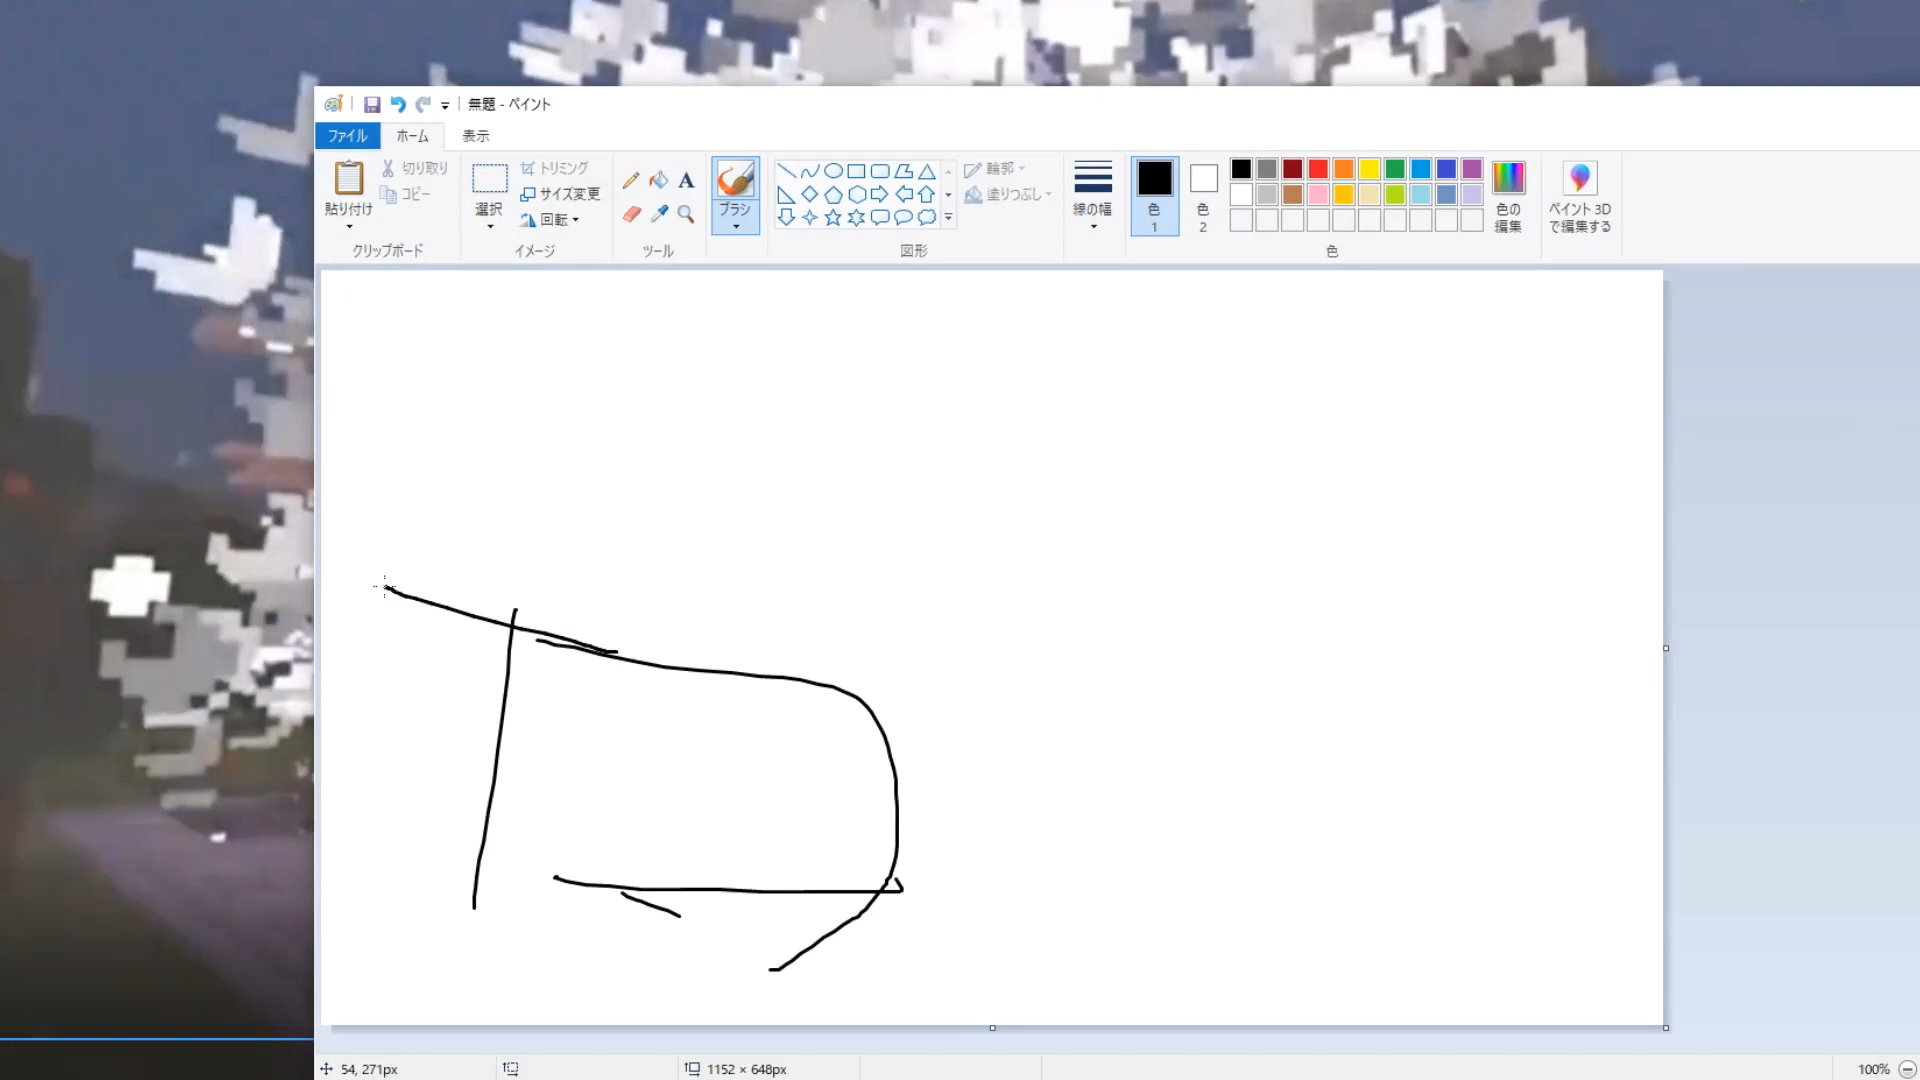 無題 - ペイント
ファイル ホーム 表示
貼り付け
切り取り
コピー
クリップボード
選択
トリミング
サイズ変更
回転
イメージ
A
ツール
ブラシ
輪郭
塗りつぶし
図形
線の幅
色
1
色
2
色の
編集
色
ペイント 3D
で編集する
54, 271px
1152 × 648px
100%